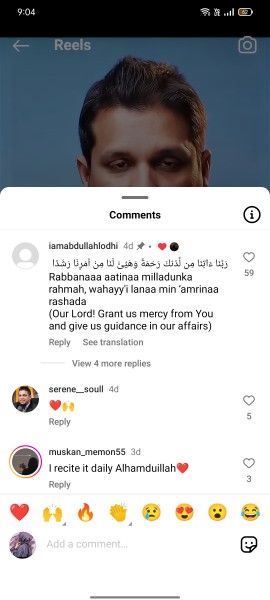 9:04
62
Reels
Comments
iamabdullahlodhi 4d
رَبَّنَا ءَاتِنَا مِن لَّدُنكَ رَحْمَةً وَهَيِّئْ لَنَا مِنْ أَمْرِنَا رَشَدًا
Rabbanaaa aatinaa milladunka
rahmah, wahayy'i lanaa min 'amrinaa
rashada
(Our Lord! Grant us mercy from You
and give us guidance in our affairs)
59
Reply See translation
View 4 more replies
serene__soull 4d
❤️🙌
5
Reply
muskan_memon55 3d
I recite it daily Alhamduillah❤️
3
Reply
❤️🙌🔥👏😢😍😮😂
Add a comment...